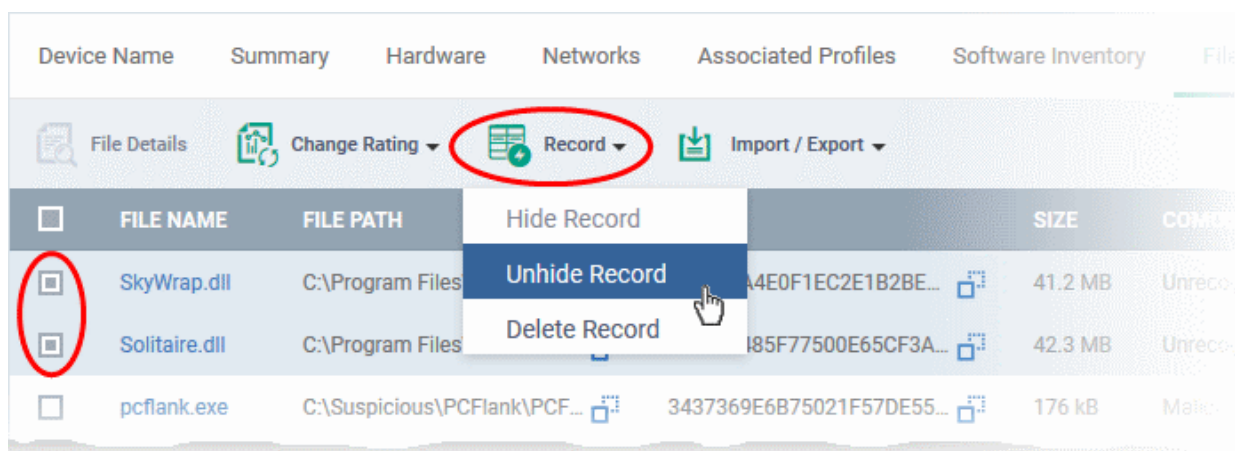 Device Name Summary Hardware Networks Associated Profiles Software Inventory File
File Details Change Rating Record Import / Export
FILE NAME FILE PATH SIZE
Hide Record
Unhide Record
Delete Record
SkyWrap.dll C:\Program Files A4E0F1EC2E1B2BE... 41.2 MB
Solitaire.dll C:\Program Files 485F77500E65CF3A... 42.3 MB
pcflank.exe C:\Suspicious\PCFlank\PCF... 3437369E6B75021F57DE55... 176 kB